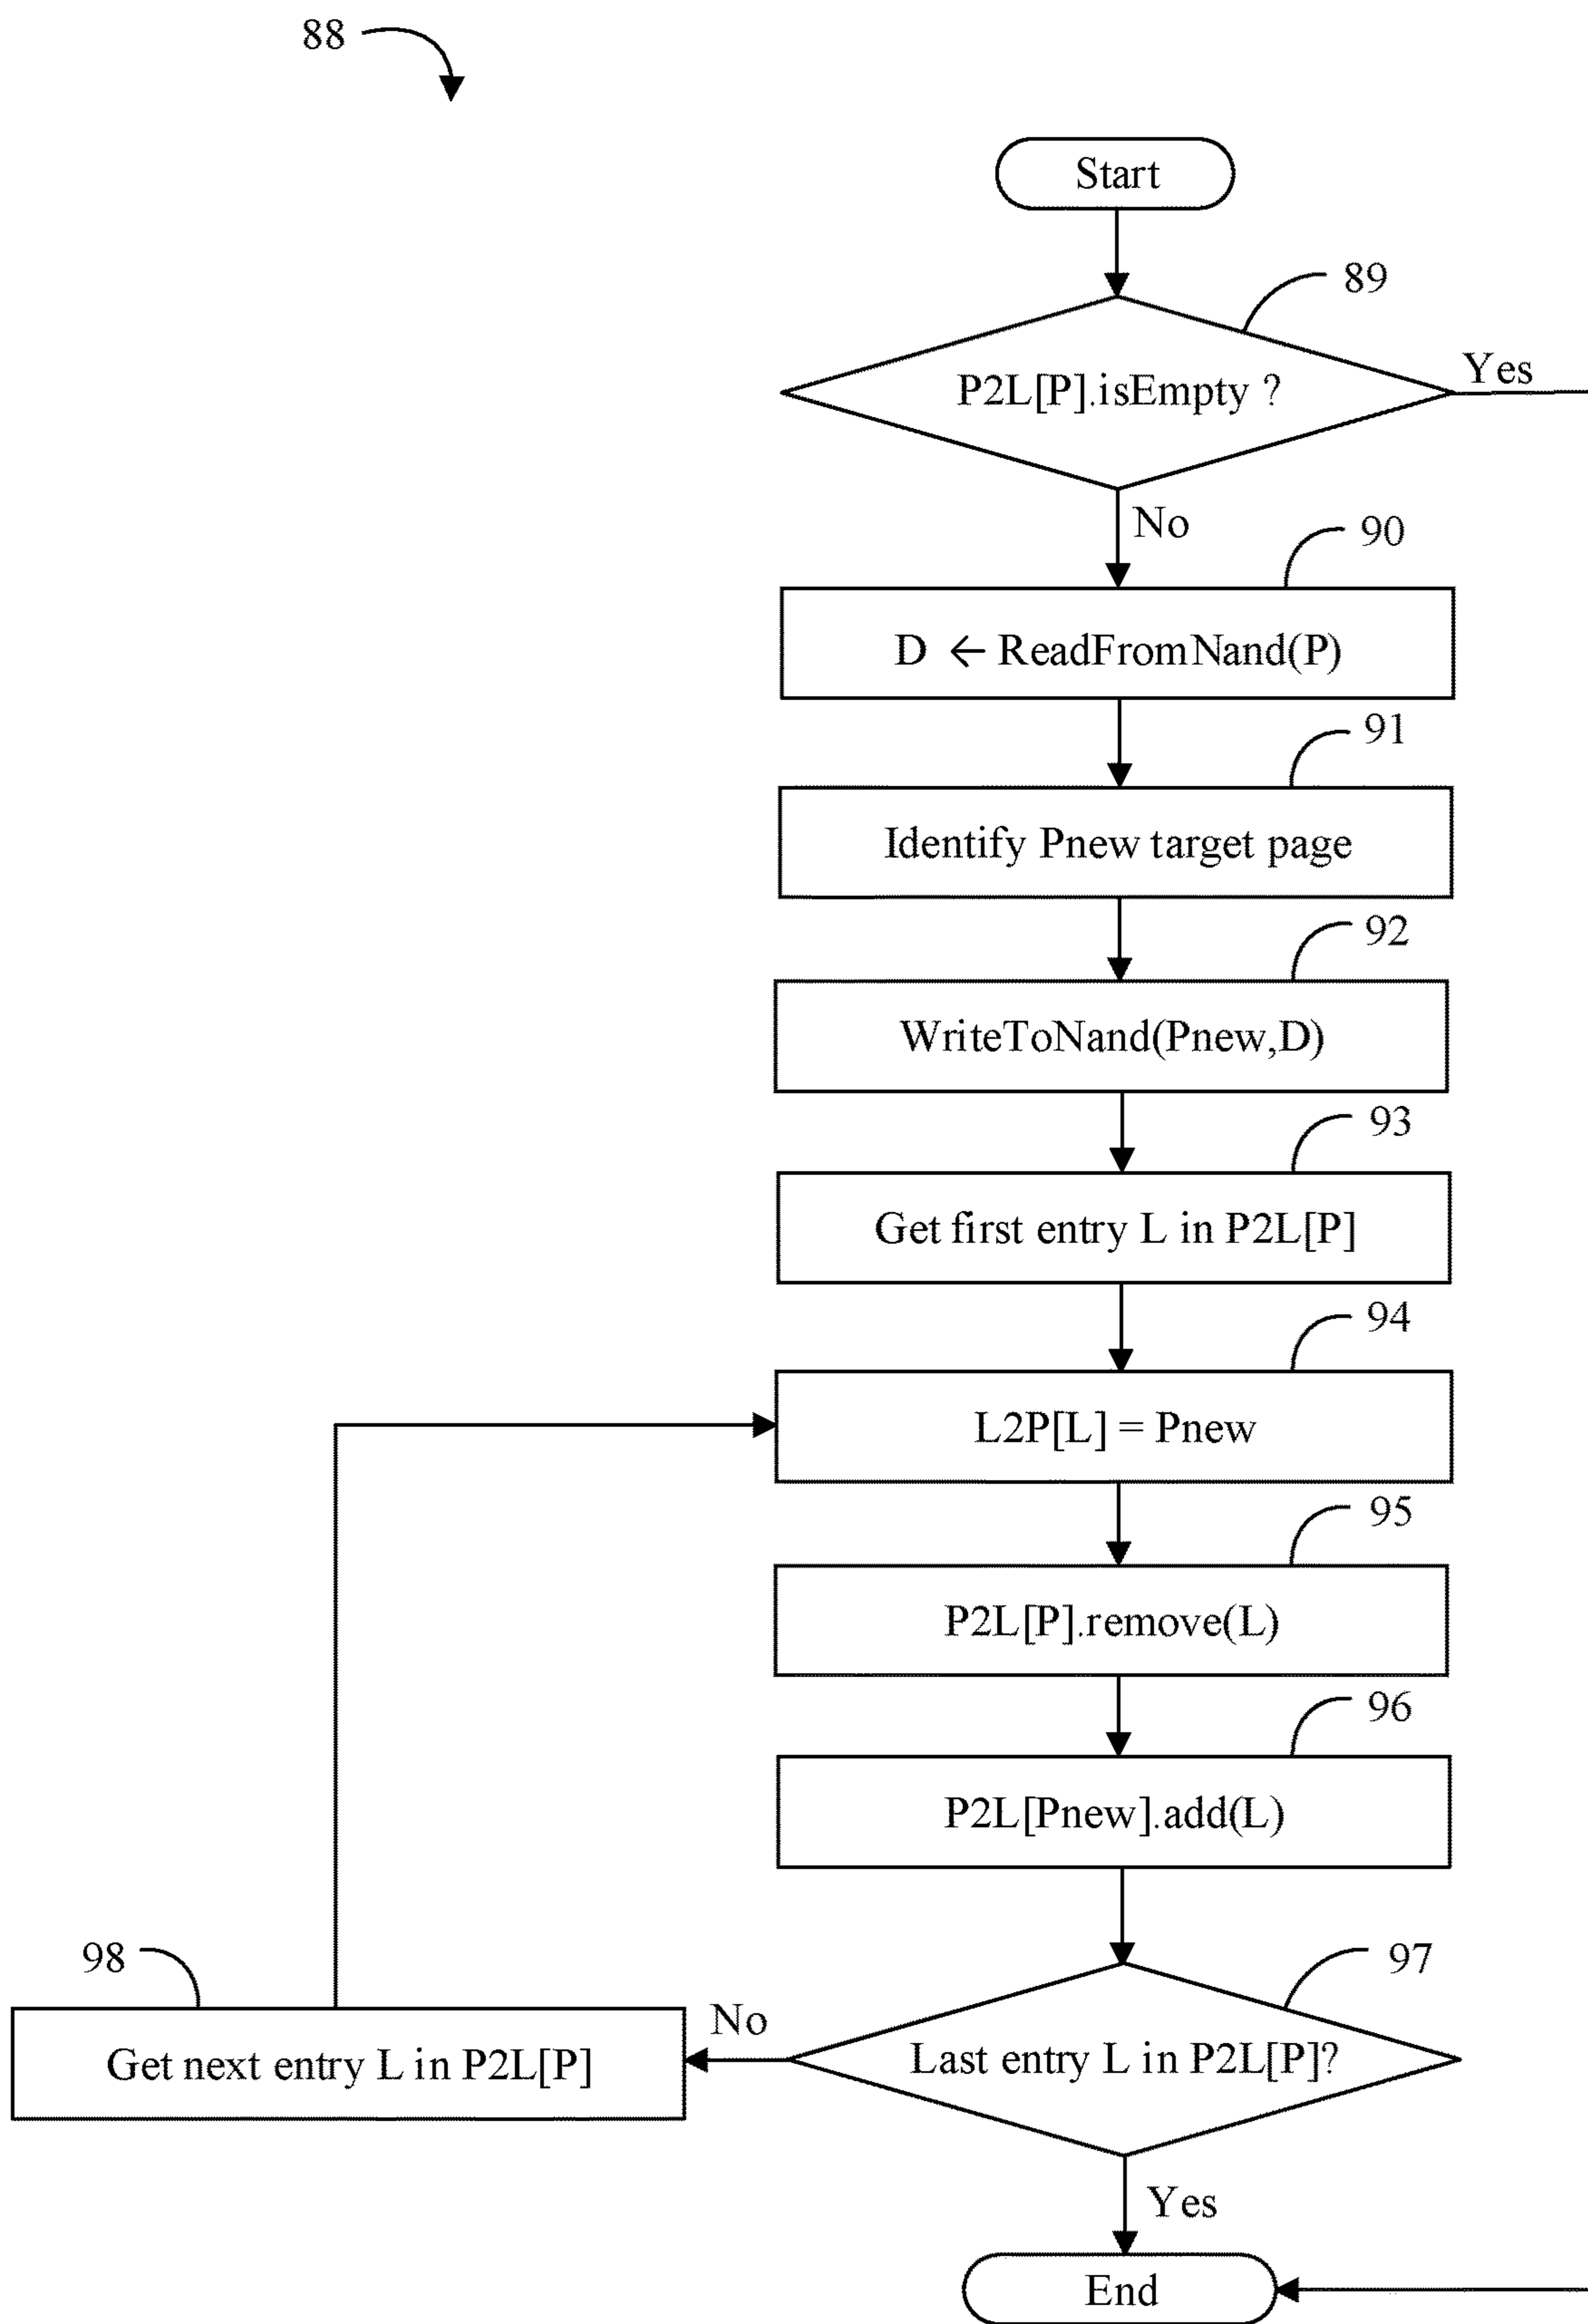 88
Start
89
P2L[P].isEmpty ?
Yes
No
90
D ← ReadFromNand(P)
91
Identify Pnew target page
92
WriteToNand(Pnew,D)
93
Get first entry L in P2L[P]
94
L2P[L] = Pnew
95
P2L[P].remove(L)
96
P2L[Pnew].add(L)
97
98
No
Last entry L in P2L[P]?
Get next entry L in P2L[P]
Yes
End